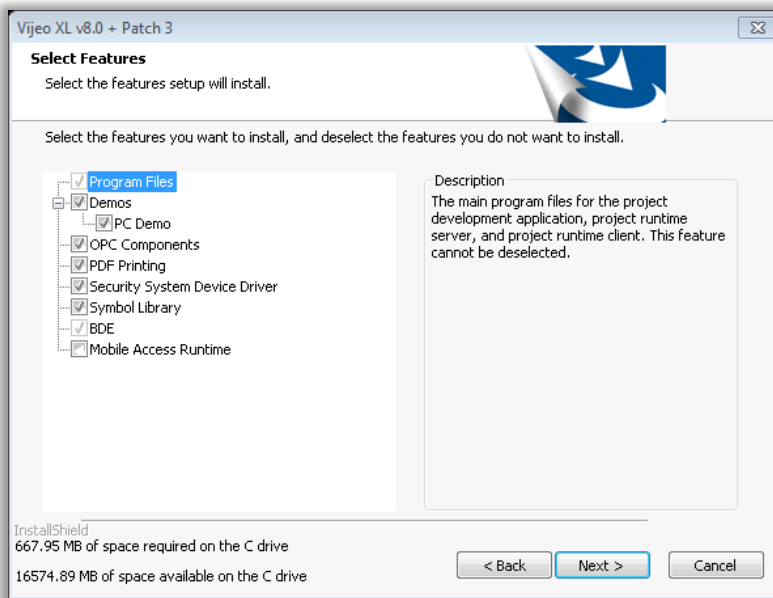 Vijeo XL v8.0 + Patch 3
Select Features
Select the features setup will install.
Select the features you want to install, and deselect the features you do not want to install.
Program Files
Demos
PC Demo
OPC Components
PDF Printing
Security System Device Driver
Symbol Library
BDE
Mobile Access Runtime
Description
The main program files for the project
development application, project runtime
server, and project runtime client. This feature
cannot be deselected.
InstallShield
667.95 MB of space required on the C drive
16574.89 MB of space available on the C drive
< Back
Next >
Cancel